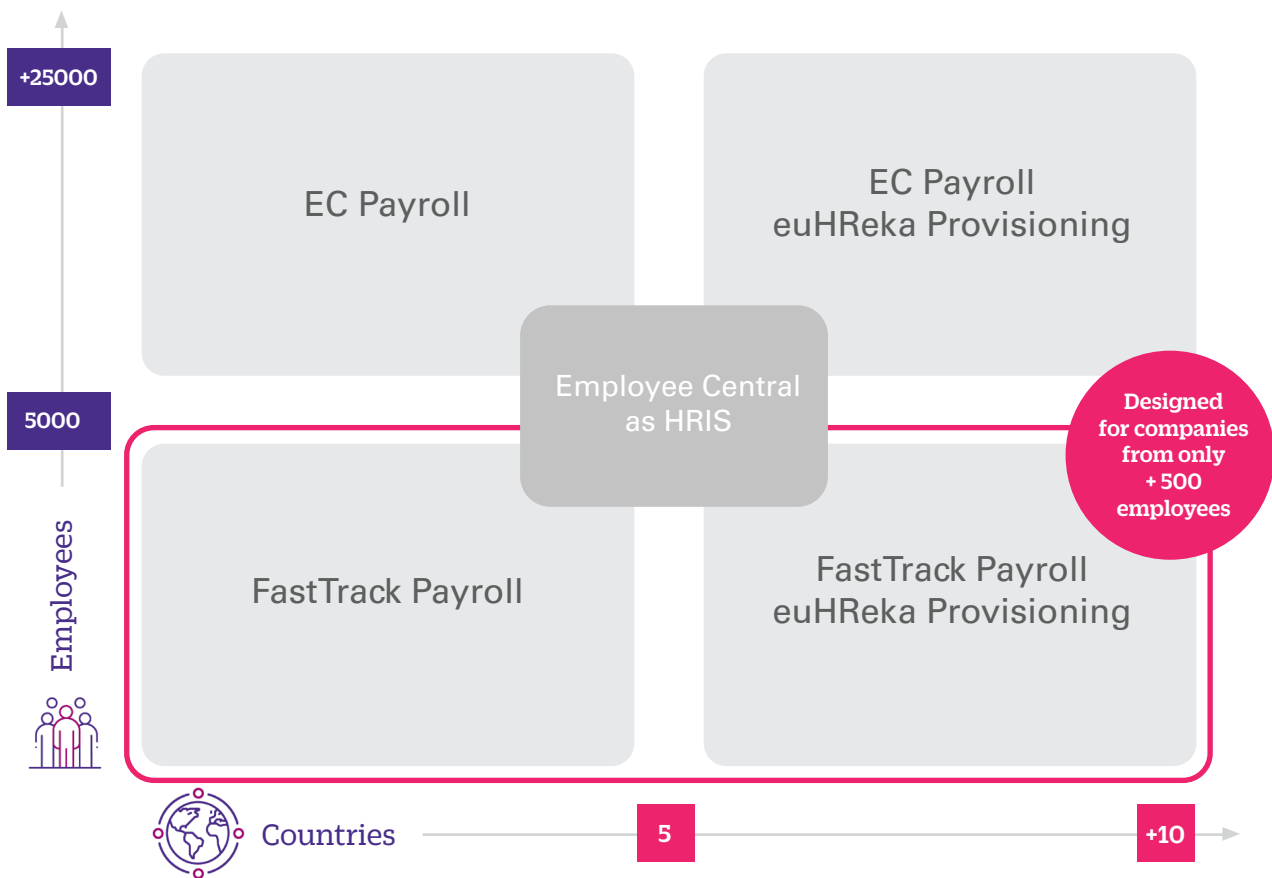 +25000
EC Payroll
EC Payroll
euHReka Provisioning
Employee Central
as HRIS
5000
Designed
for companies
from only
+ 500
employees
Employees
FastTrack Payroll
FastTrack Payroll
euHReka Provisioning
Countries
5
+10